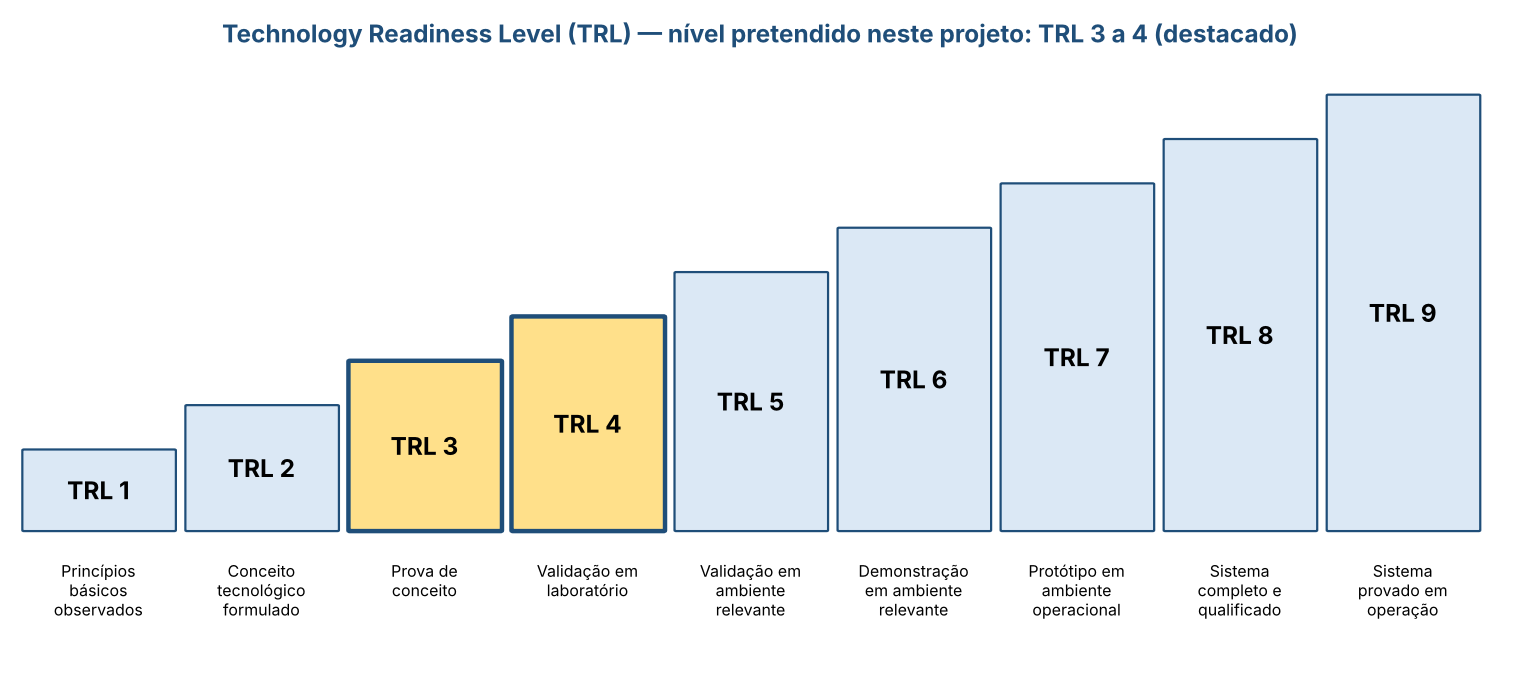 Technology Readiness Level (TRL) — nível pretendido neste projeto: TRL 3 a 4 (destacado)
TRL 1
TRL 2
TRL 3
TRL 4
TRL 5
TRL 6
TRL 7
TRL 8
TRL 9
Princípios
básicos
observados
Conceito
tecnológico
formulado
Prova de
conceito
Validação em
laboratório
Validação em
ambiente
relevante
Demonstração
em ambiente
relevante
Protótipo em
ambiente
operacional
Sistema
completo e
qualificado
Sistema
provado em
operação